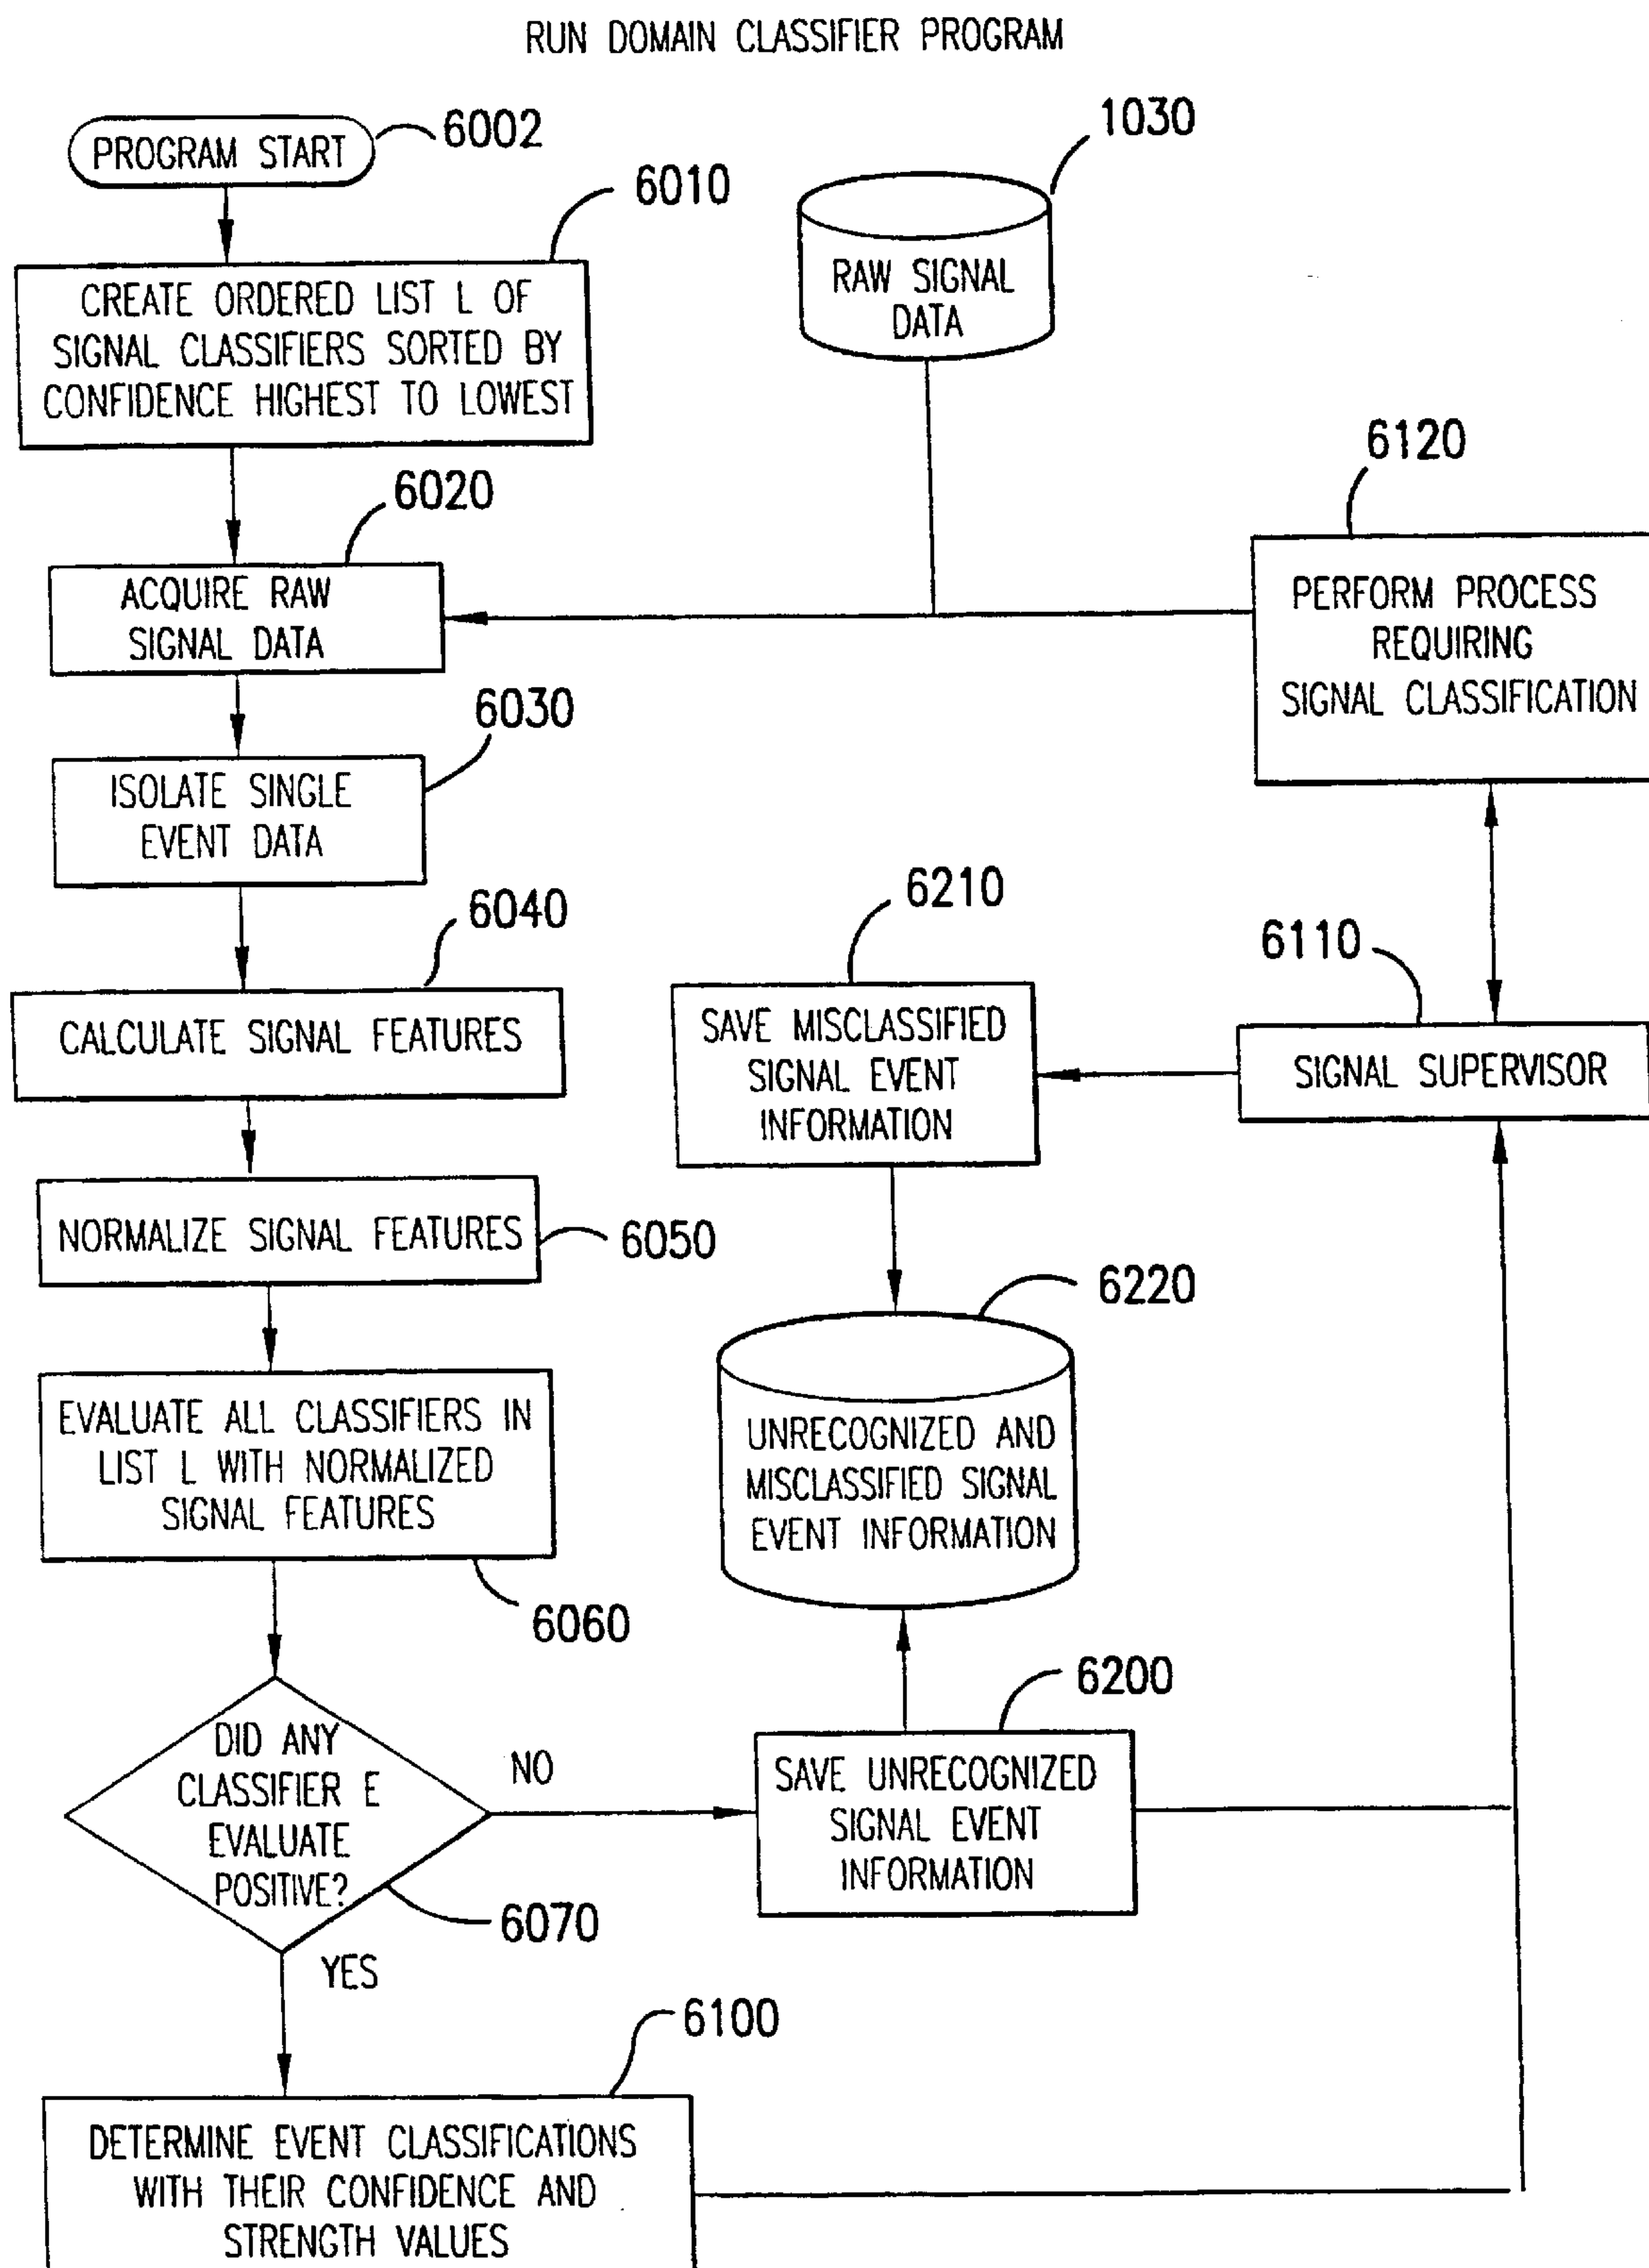 RUN DOMAIN CLASSIFIER PROGRAM
PROGRAM START
6002
6010
1030
CREATE ORDERED LIST L OF
SIGNAL CLASSIFIERS SORTED BY
CONFIDENCE HIGHEST TO LOWEST
RAW SIGNAL
DATA
6020
6120
ACQUIRE RAW
SIGNAL DATA
PERFORM PROCESS
REQUIRING
SIGNAL CLASSIFICATION
6030
ISOLATE SINGLE
EVENT DATA
6040
6210
6110
CALCULATE SIGNAL FEATURES
SAVE MISCLASSIFIED
SIGNAL EVENT
INFORMATION
SIGNAL SUPERVISOR
NORMALIZE SIGNAL FEATURES
6050
6220
EVALUATE ALL CLASSIFIERS IN
LIST L WITH NORMALIZED
SIGNAL FEATURES
6060
UNRECOGNIZED AND
MISCLASSIFIED SIGNAL
EVENT INFORMATION
6200
DID ANY
CLASSIFIER E
EVALUATE
POSITIVE?
NO
SAVE UNRECOGNIZED
SIGNAL EVENT
INFORMATION
6070
YES
6100
DETERMINE EVENT CLASSIFICATIONS
WITH THEIR CONFIDENCE AND
STRENGTH VALUES